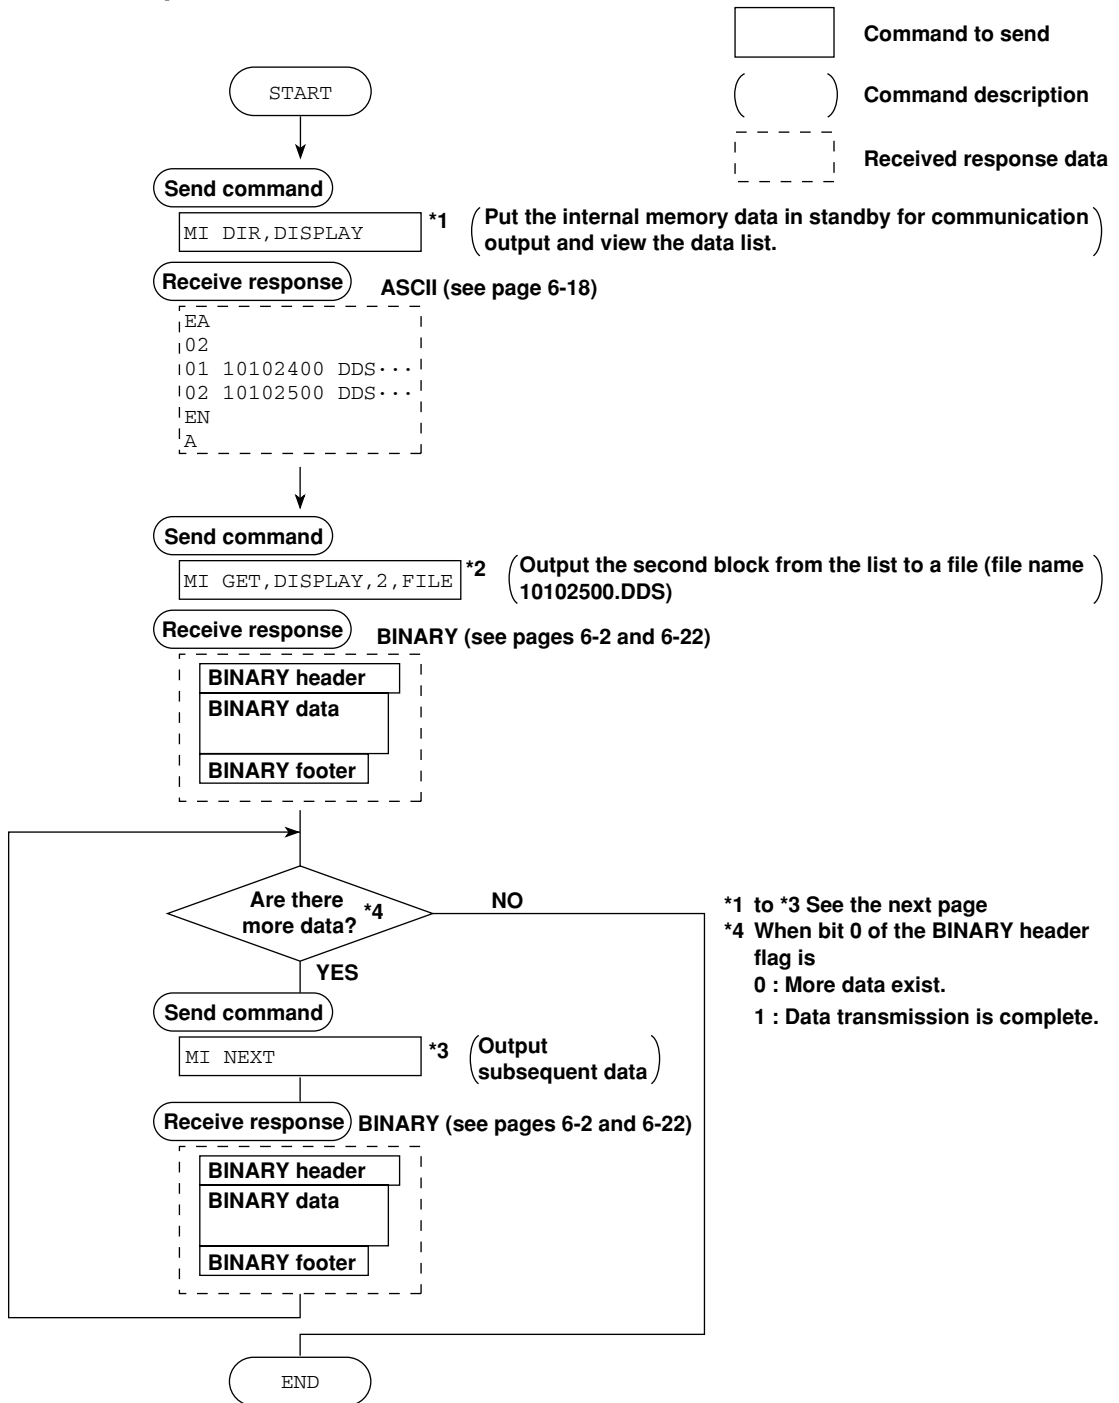 Command to send
START
Command description
Received response data
Send command
MI DIR,DISPLAY
*1
Put the internal memory data in standby for communication
output and view the data list.
Receive response
ASCII (see page 6-18)
EA
02
01 10102400 DDS···
02 10102500 DDS···
EN
A
Send command
MI GET,DISPLAY,2,FILE
*2
Output the second block from the list to a file (file name
10102500.DDS)
Receive response
BINARY (see pages 6-2 and 6-22)
BINARY header
BINARY data
BINARY footer
Are there
more data?
*4
NO
YES
*1 to *3 See the next page
*4 When bit 0 of the BINARY header
flag is
0 : More data exist.
1 : Data transmission is complete.
Send command
MI NEXT
*3
Output
subsequent data
Receive response
BINARY (see pages 6-2 and 6-22)
BINARY header
BINARY data
BINARY footer
END